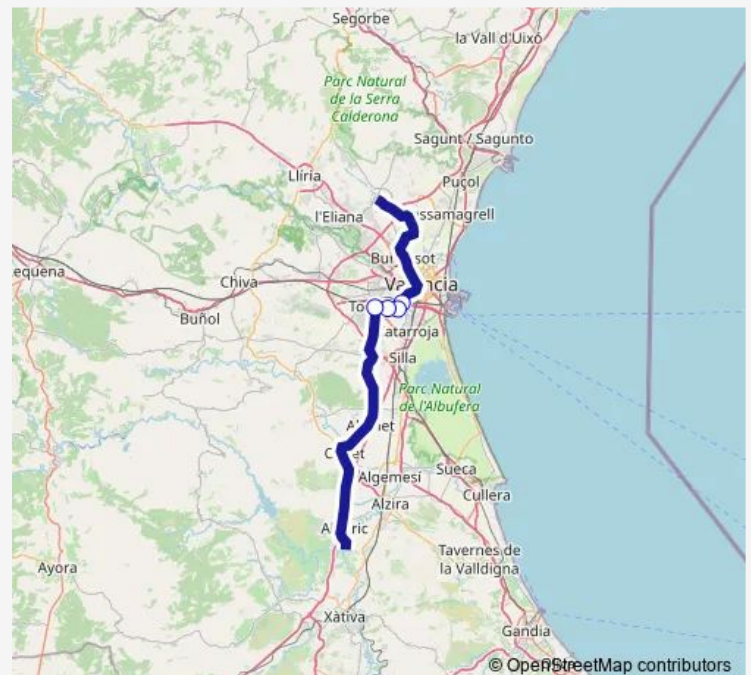 Segorbe
la Vall d'Uixó
Parc Natural
de la Serra
Calderona
Sagunt / Sagunto
Llíria
Puçol
l'Eliana
Chiva
Buñol
Silla
Parc Natural
de l'Albufera
Algemesí
Sueca
Cullera
Alzira
Tavernes de
la Valldigna
Ayora
Xàtiva
Gandia
© OpenStreetMap contributors